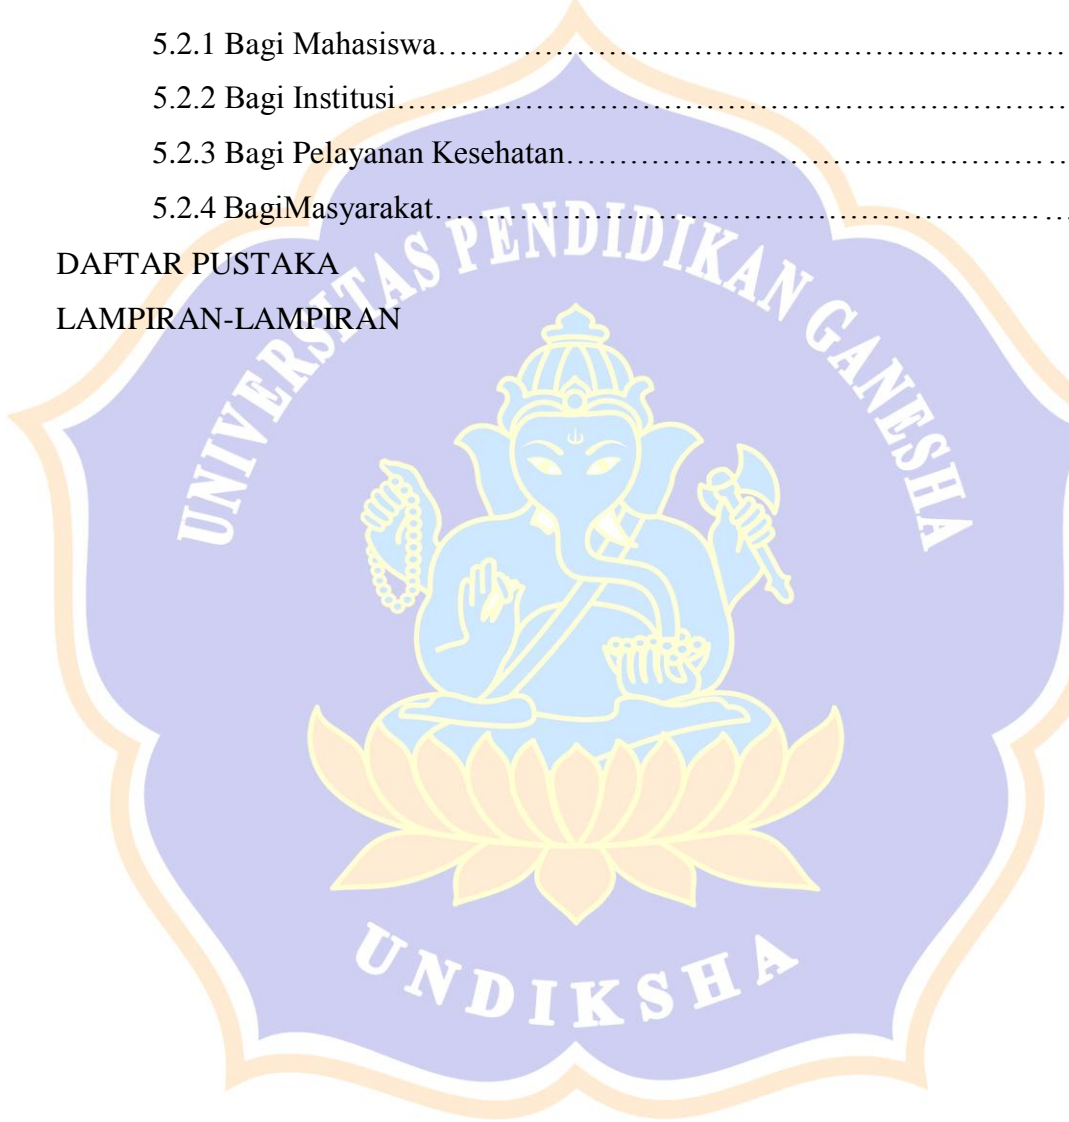 5.2.1 Bagi Mahasiswa……………………………………………………………
5.2.2 Bagi Institusi…………………………………………………………………
5.2.3 Bagi Pelayanan Kesehatan…………………………………………………
5.2.4 BagiMasyarakat…………………………………………………………… …
DAFTAR PUSTAKA
LAMPIRAN-LAMPIRAN
UNIVERSITAS PENDIDIKAN GANESHA
UNDIKSHA